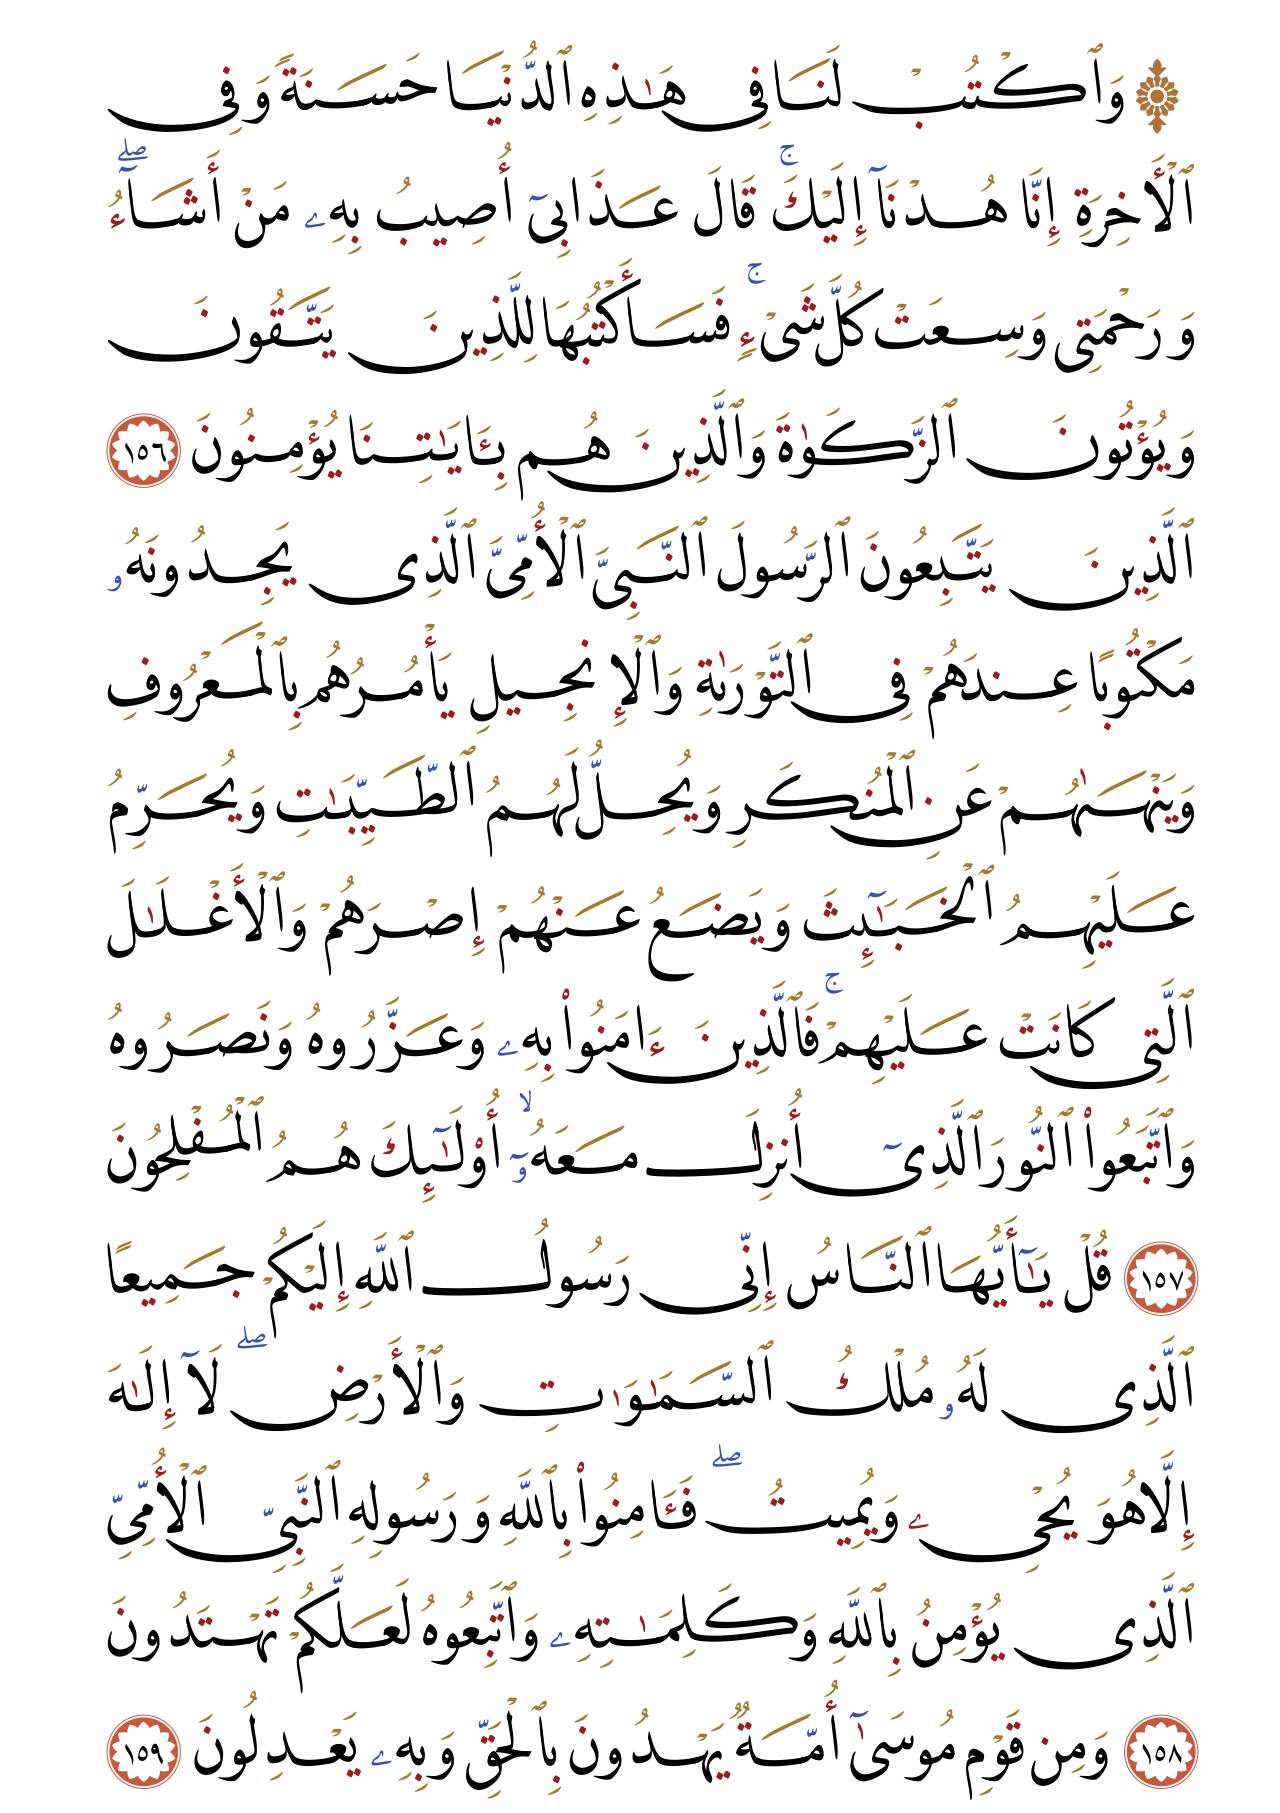 ۞ وَٱكْتُبْ لَنَا فِى هَٰذِهِ ٱلدُّنْيَا حَسَنَةً وَفِى
ٱلْأَخِرَةِ إِنَّا هُدْنَآ إِلَيْكَ ۚ قَالَ عَذَابِىٓ أُصِيبُ بِهِۦ مَنْ أَشَآءُ ۖ
وَرَحْمَتِى وَسِعَتْ كُلَّ شَىْءٍ ۚ فَسَأَكْتُبُهَا لِلَّذِينَ يَتَّقُونَ
وَيُؤْتُونَ ٱلزَّكَوٰةَ وَٱلَّذِينَ هُم بِـَٔايَٰتِنَا يُؤْمِنُونَ ١٥٦
ٱلَّذِينَ يَتَّبِعُونَ ٱلرَّسُولَ ٱلنَّبِىَّ ٱلْأُمِّىَّ ٱلَّذِى يَجِدُونَهُۥ
مَكْتُوبًا عِندَهُمْ فِى ٱلتَّوْرَىٰةِ وَٱلْإِنجِيلِ يَأْمُرُهُم بِٱلْمَعْرُوفِ
وَيَنْهَىٰهُمْ عَنِ ٱلْمُنكَرِ وَيُحِلُّ لَهُمُ ٱلطَّيِّبَٰتِ وَيُحَرِّمُ
عَلَيْهِمُ ٱلْخَبَٰٓئِثَ وَيَضَعُ عَنْهُمْ إِصْرَهُمْ وَٱلْأَغْلَٰلَ
ٱلَّتِى كَانَتْ عَلَيْهِمْ ۚ فَٱلَّذِينَ ءَامَنُوا۟ بِهِۦ وَعَزَّرُوهُ وَنَصَرُوهُ
وَٱتَّبَعُوا۟ ٱلنُّورَ ٱلَّذِىٓ أُنزِلَ مَعَهُۥٓ ۙ أُو۟لَٰٓئِكَ هُمُ ٱلْمُفْلِحُونَ
١٥٧ قُلْ يَٰٓأَيُّهَا ٱلنَّاسُ إِنِّى رَسُولُ ٱللَّهِ إِلَيْكُمْ جَمِيعًا
ٱلَّذِى لَهُۥ مُلْكُ ٱلسَّمَٰوَٰتِ وَٱلْأَرْضِ ۖ لَآ إِلَٰهَ
إِلَّا هُوَ يُحْىِۦ وَيُمِيتُ ۖ فَـَٔامِنُوا۟ بِٱللَّهِ وَرَسُولِهِ ٱلنَّبِىِّ ٱلْأُمِّىِّ
ٱلَّذِى يُؤْمِنُ بِٱللَّهِ وَكَلِمَٰتِهِۦ وَٱتَّبِعُوهُ لَعَلَّكُمْ تَهْتَدُونَ
١٥٨ وَمِن قَوْمِ مُوسَىٰٓ أُمَّةٌ يَهْدُونَ بِٱلْحَقِّ وَبِهِۦ يَعْدِلُونَ ١٥٩